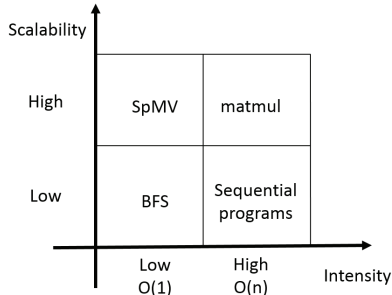 Scalability
High
SpMV
matmul
Low
BFS
Sequential
programs
Low
O(1)
High
O(n)
Intensity